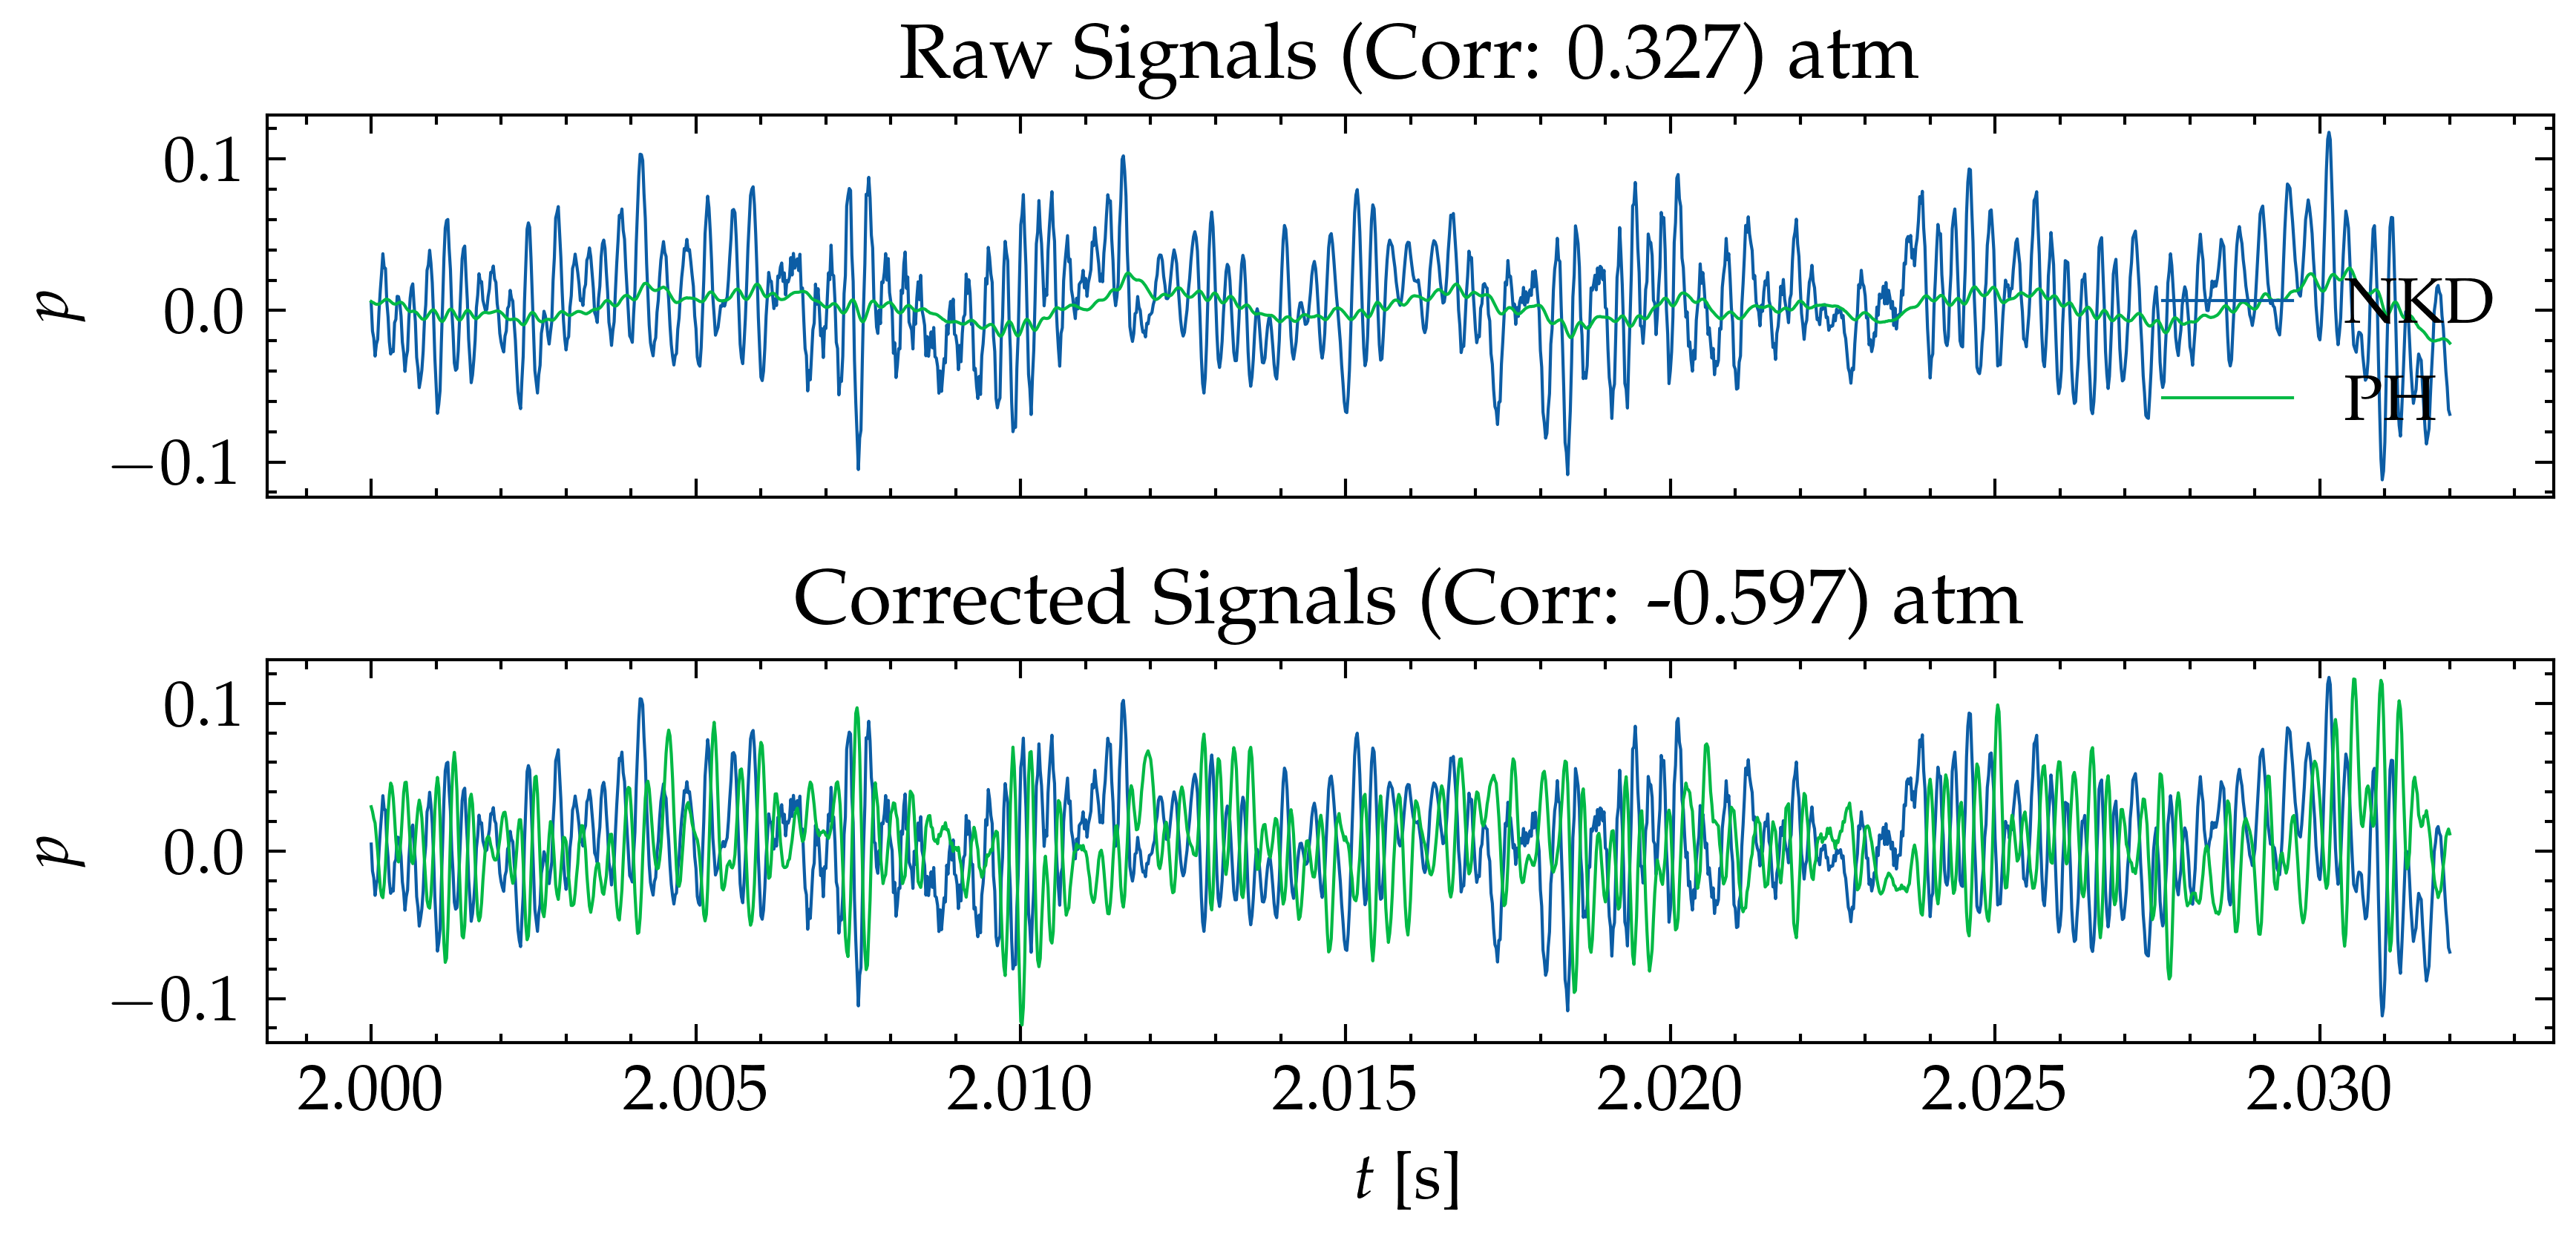 Raw Signals (Corr: 0.327) atm
0.1
0.0
−0.1
p
NKD
PH
Corrected Signals (Corr: -0.597) atm
0.1
0.0
−0.1
p
2.000 2.005 2.010 2.015 2.020 2.025 2.030
t [s]